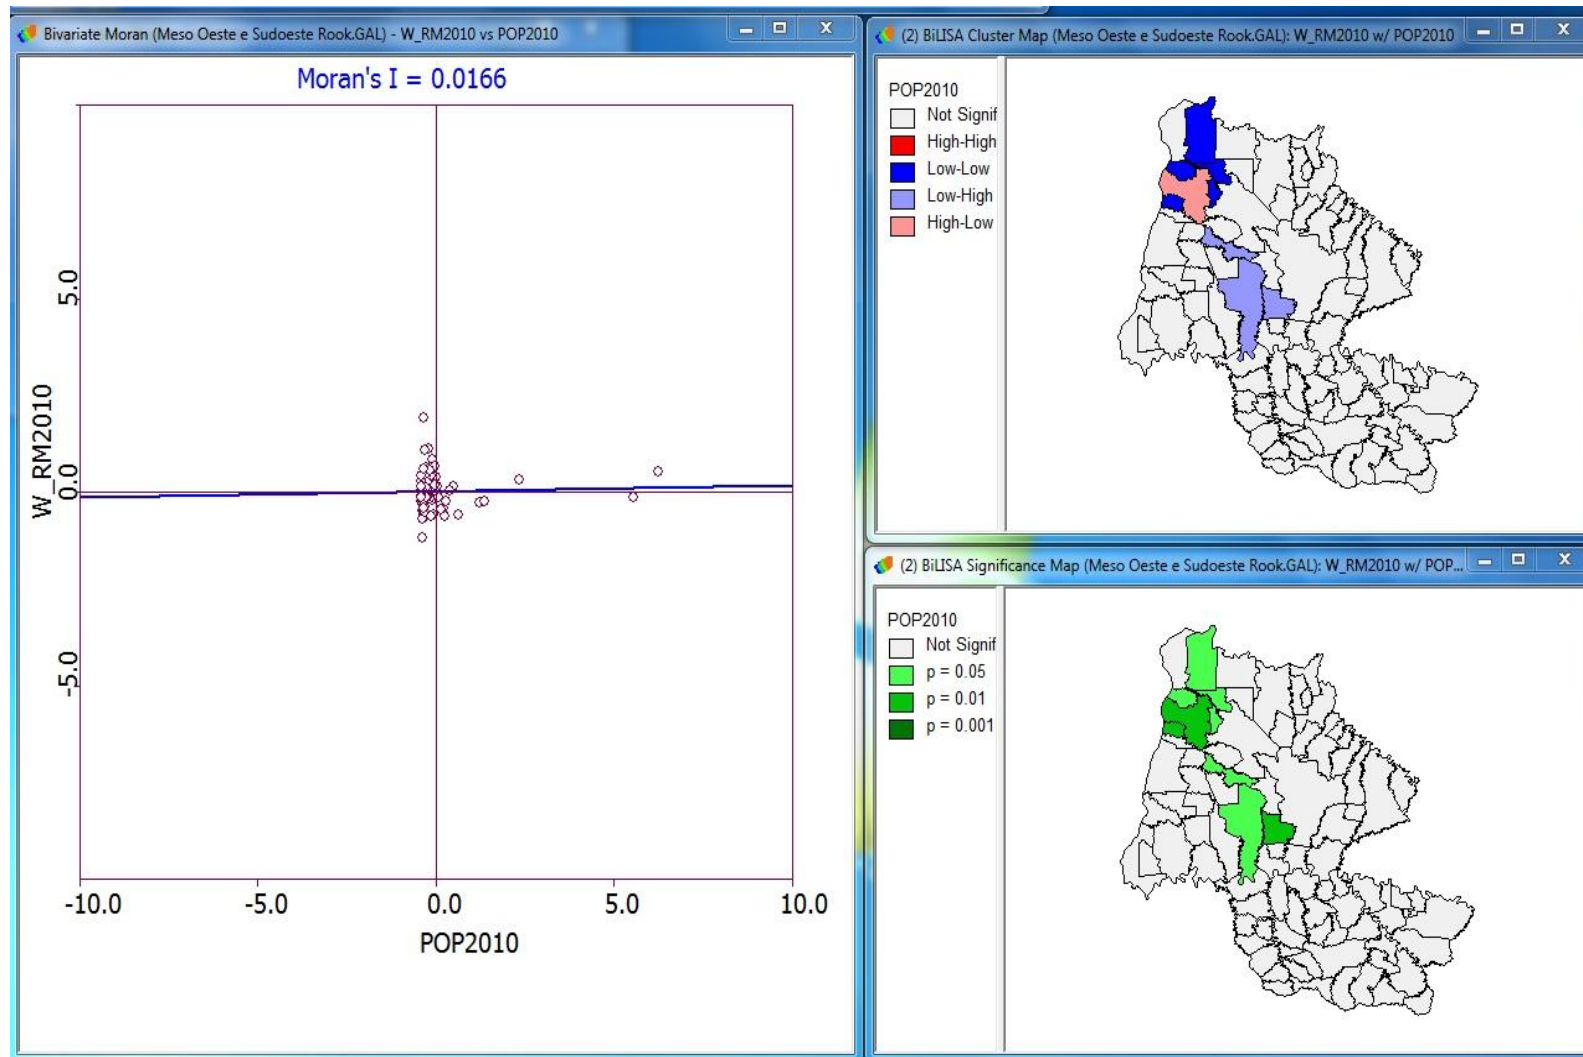 Bivariate Moran (Meso Oeste e Sudoeste Rook.GAL) - W_RM2010 vs POP2010
Moran's I = 0.0166
5.0
0.0
-5.0
W_RM2010
-10.0 -5.0 0.0 5.0 10.0
POP2010
(2) BiLISA Cluster Map (Meso Oeste e Sudoeste Rook.GAL): W_RM2010 w/ POP2010
POP2010
Not Signif
High-High
Low-Low
Low-High
High-Low
(2) BiLISA Significance Map (Meso Oeste e Sudoeste Rook.GAL): W_RM2010 w/ POP...
POP2010
Not Signif
p = 0.05
p = 0.01
p = 0.001